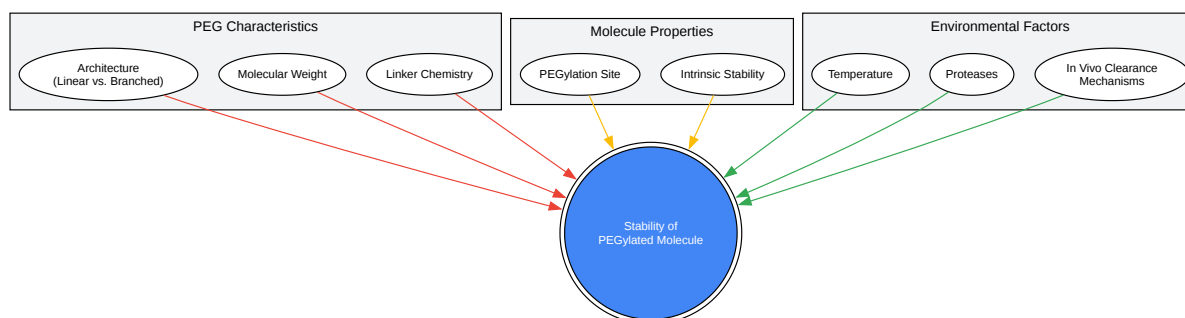 PEG Characteristics
Architecture
(Linear vs. Branched)
Molecular Weight
Linker Chemistry
Molecule Properties
PEGylation Site
Intrinsic Stability
Environmental Factors
Temperature
Proteases
In Vivo Clearance
Mechanisms
Stability of
PEGylated Molecule